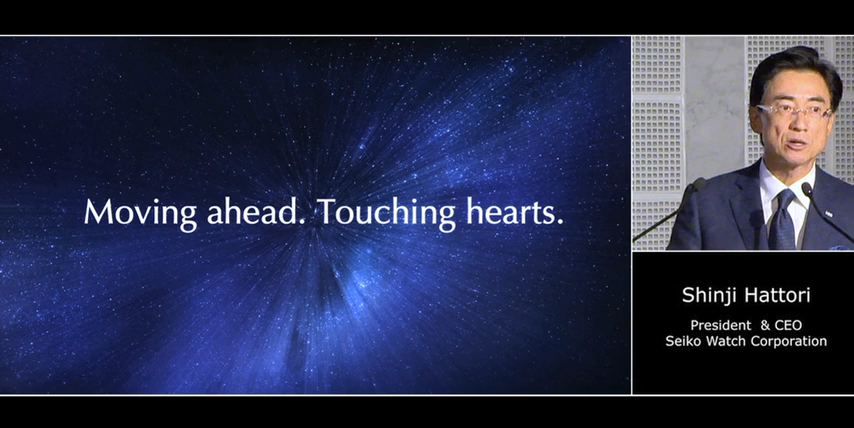 Moving ahead. Touching hearts.
Shinji Hattori
President & CEO
Seiko Watch Corporation